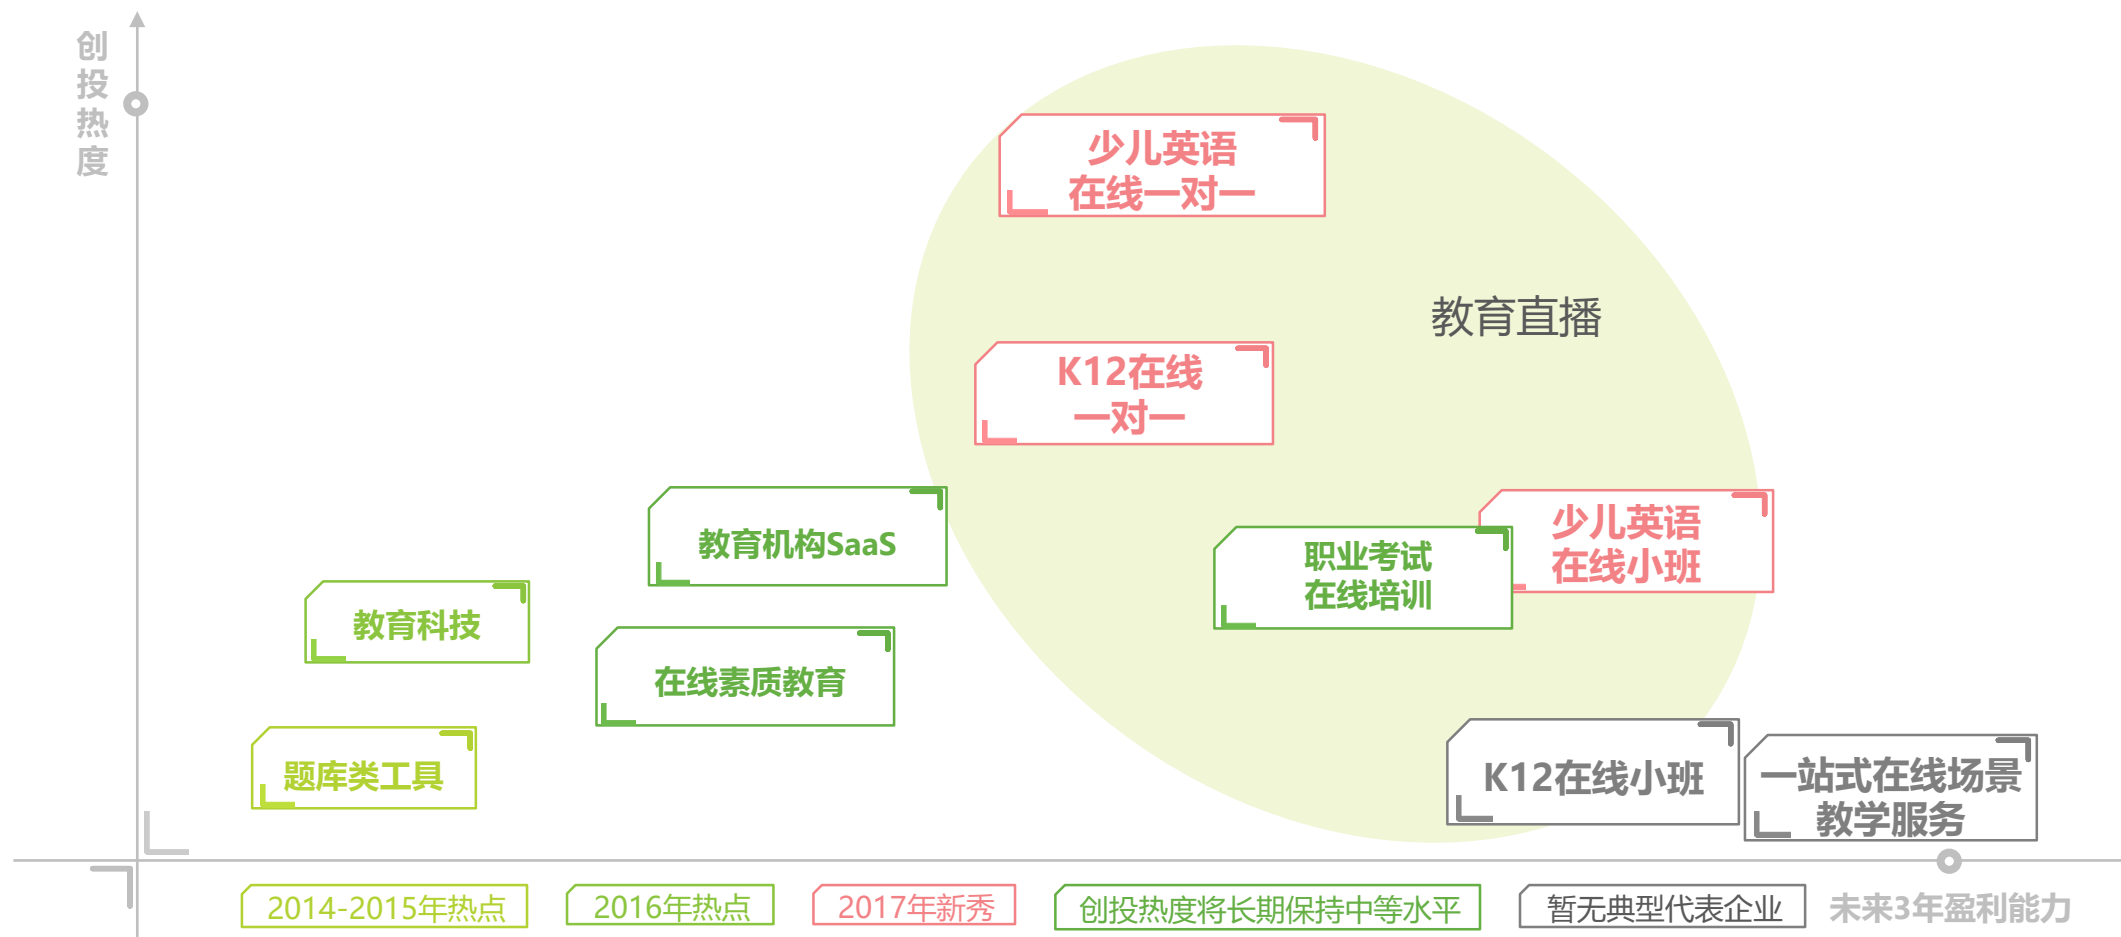 创投热度
少儿英语
在线一对一
教育直播
K12在线
一对一
教育机构SaaS
职业考试
在线培训
少儿英语
在线小班
教育科技
在线素质教育
题库类工具
K12在线小班
一站式在线场景
教学服务
2014-2015年热点
2016年热点
2017年新秀
创投热度将长期保持中等水平
暂无典型代表企业
未来3年盈利能力